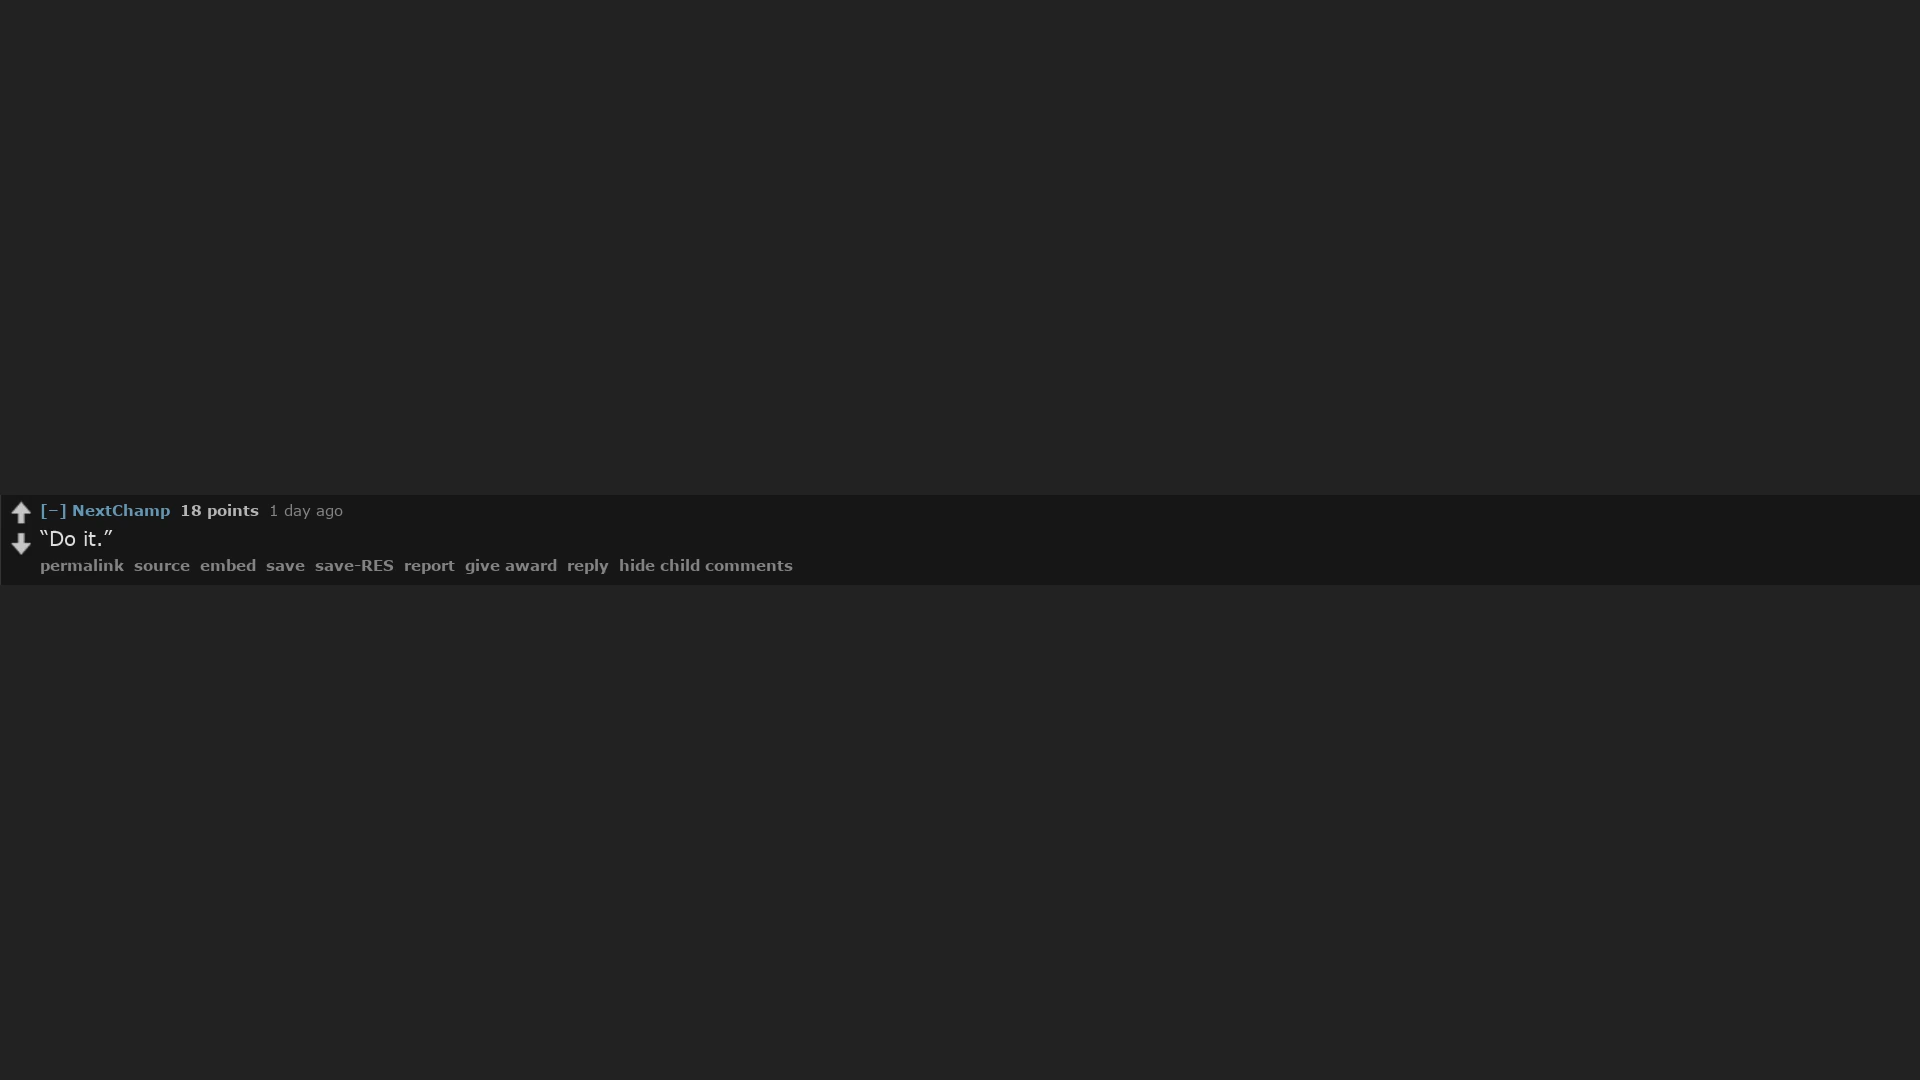 [−] NextChamp 18 points 1 day ago
“Do it.”
permalink source embed save save-RES report give award reply hide child comments